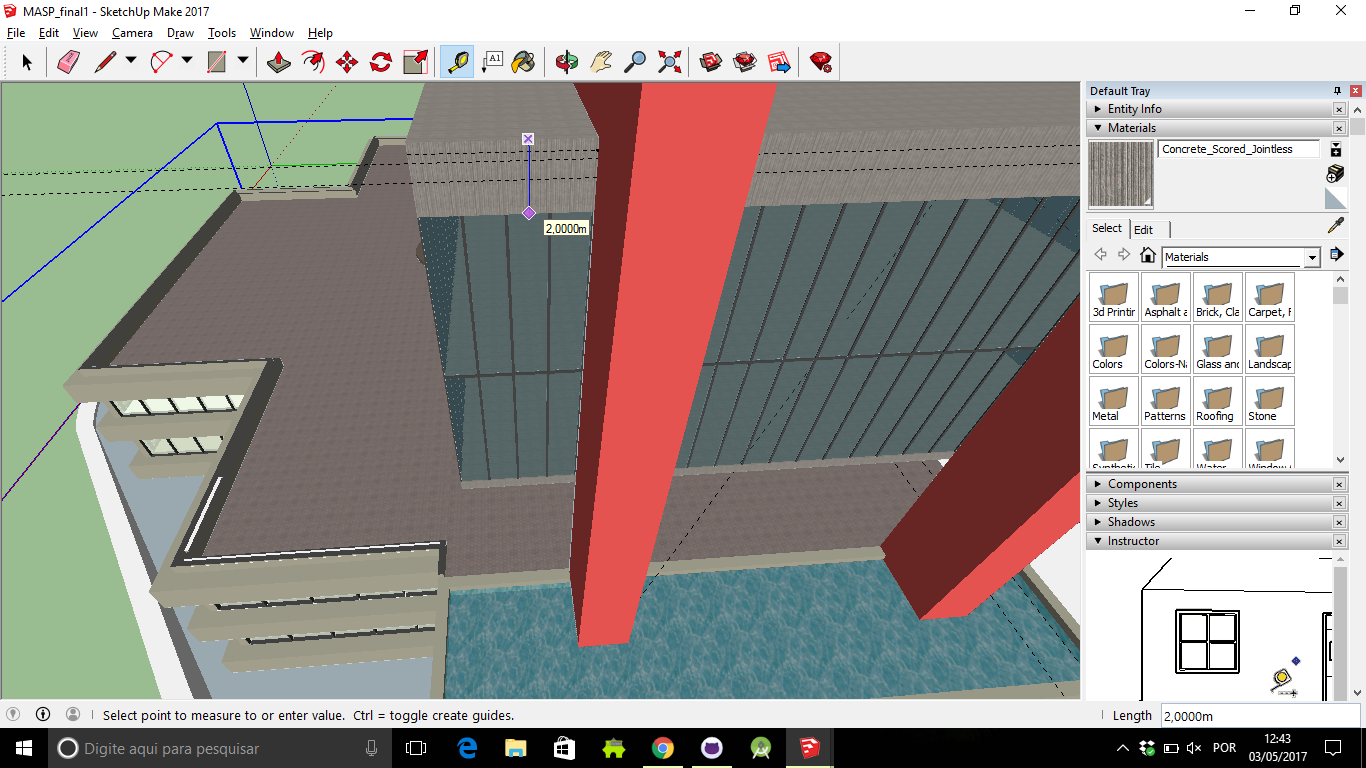 MASP_final1 - SketchUp Make 2017
File Edit View Camera Draw Tools Window Help
A1
Default Tray
Entity Info
Materials
Concrete_Scored_Jointless
Select Edit
Materials
3d Printir Asphalt a Brick, Cla Carpet, F
Colors Colors-Na Glass and Landscap
Metal Patterns Roofing Stone
Synthetic Tile Water Window
Components
Styles
Shadows
Instructor
2,0000m
Select point to measure to or enter value. Ctrl = toggle create guides.
Length 2,0000m
Digite aqui para pesquisar
POR
12:43
03/05/2017